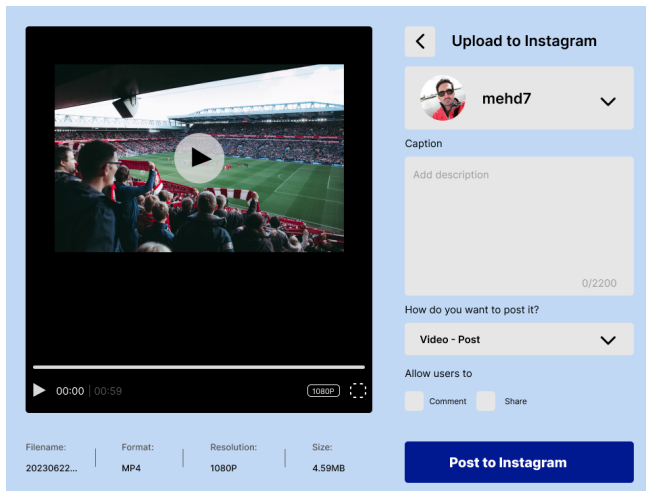 Upload to Instagram
mehd7
Caption
Add description
0/2200
How do you want to post it?
Video - Post
Allow users to
Comment Share
Post to Instagram
00:00 | 00:59 1080P
Filename: Format: Resolution: Size:
20230622... MP4 1080P 4.59MB